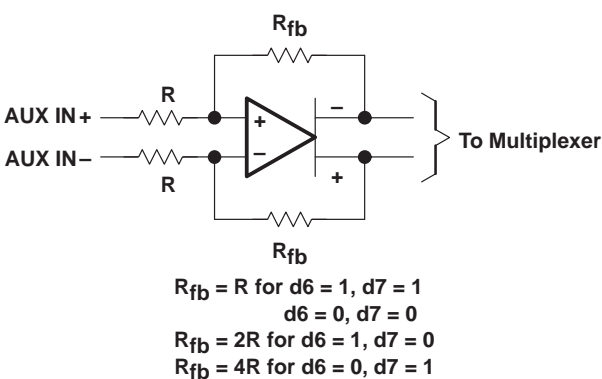 Rfb
R
AUX IN+
+
–
AUX IN–
–
+
To Multiplexer
R
Rfb
Rfb = R for d6 = 1, d7 = 1
d6 = 0, d7 = 0
Rfb = 2R for d6 = 1, d7 = 0
Rfb = 4R for d6 = 0, d7 = 1